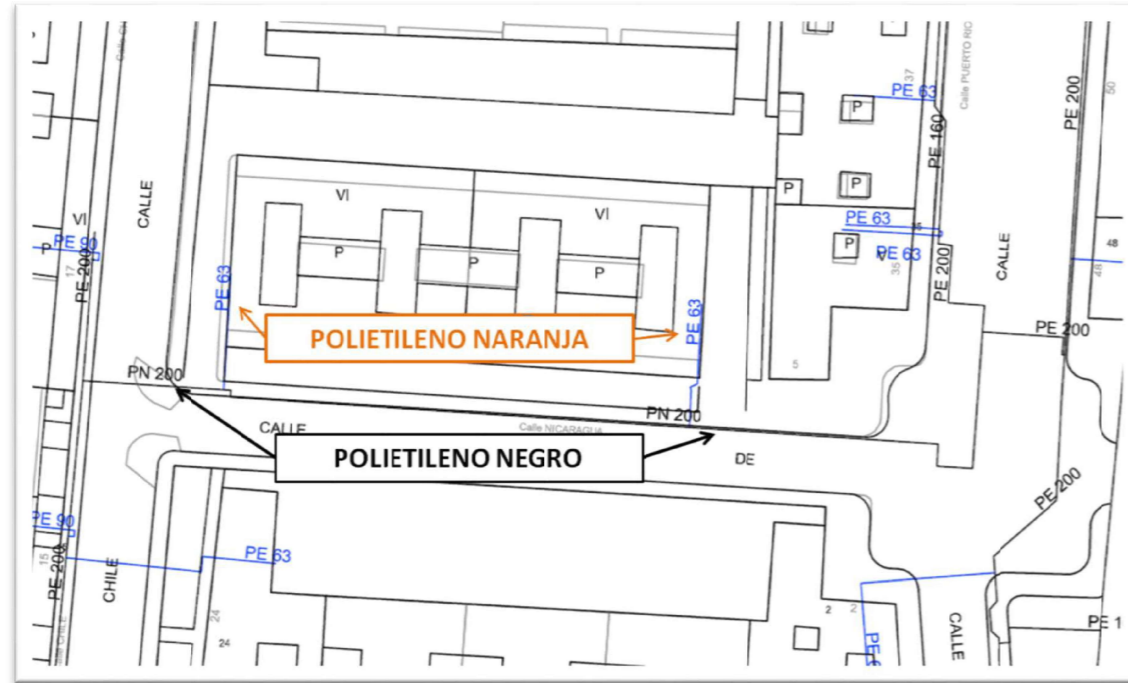 Calle PUERTO RIC
37
PE 63
P
PE 160
PE 200
50
CALLE
VI
VI
P
P
VI
PE 63
35
48
48
CALLE
P
PE 90
17
PE 200
P
P
P
P
PE 63
35
PE 200
PE 63
PE 63
POLIETILENO NARANJA
PE 200
5
PN 200
PN 200
CALLE
Calle NICARAGUA
POLIETILENO NEGRO
DE
PE 200
PE 90
15
PE 200
PE 63
CHILE
24
24
2
2
CALLE
PE 1